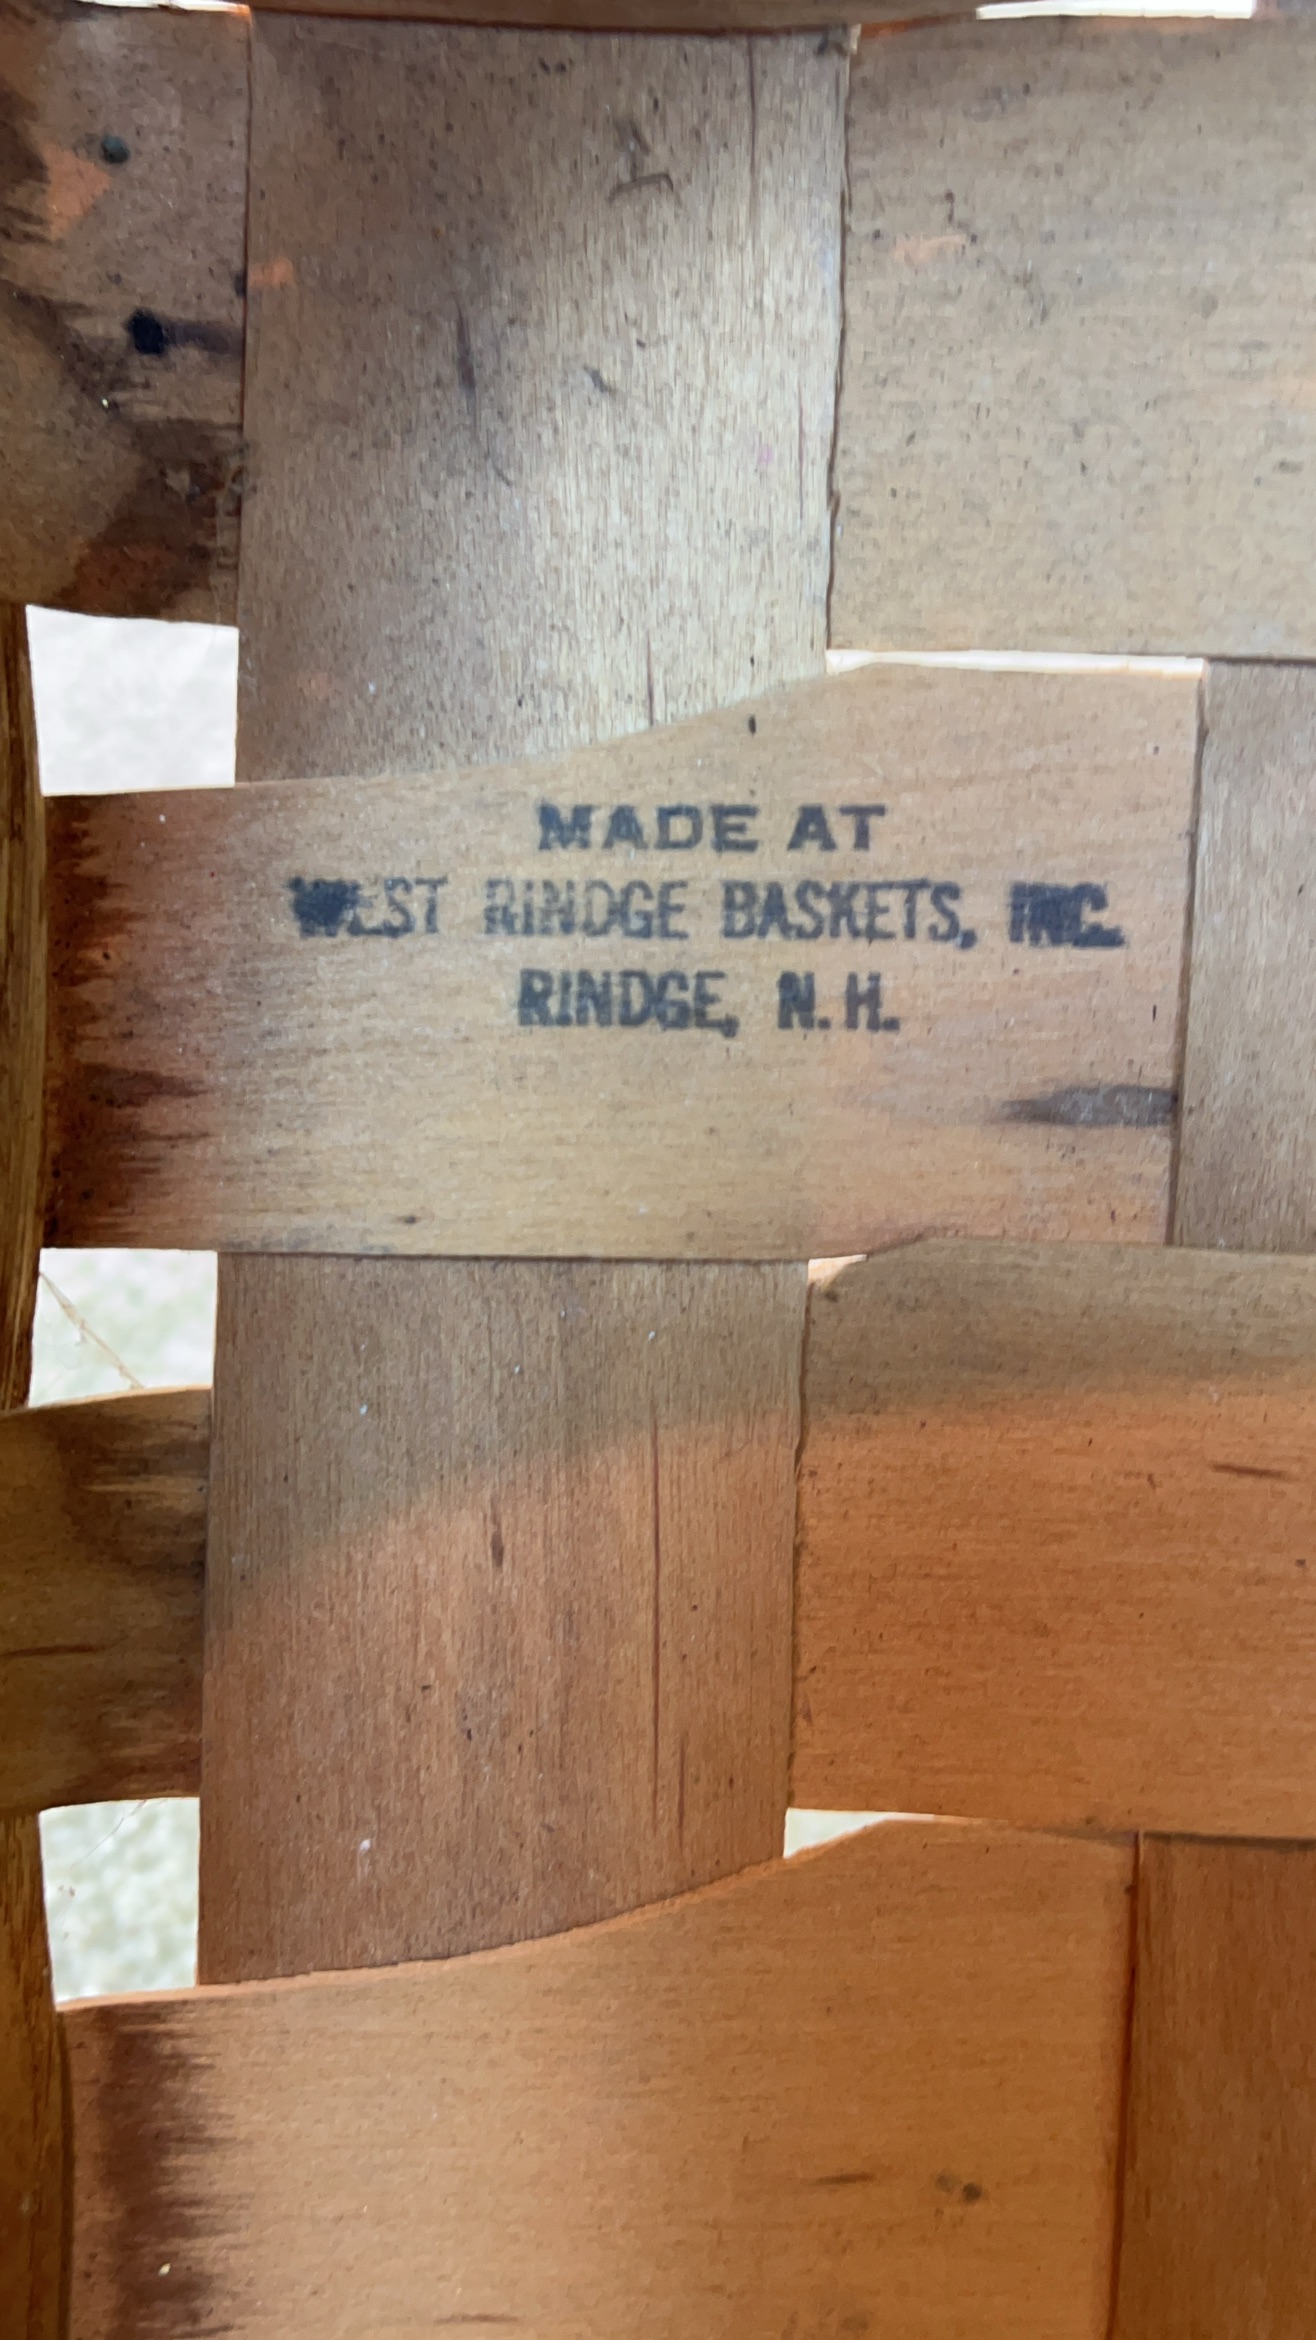 MADE AT
WEST RINDGE BASKETS, INC.
RINDGE, N.H.